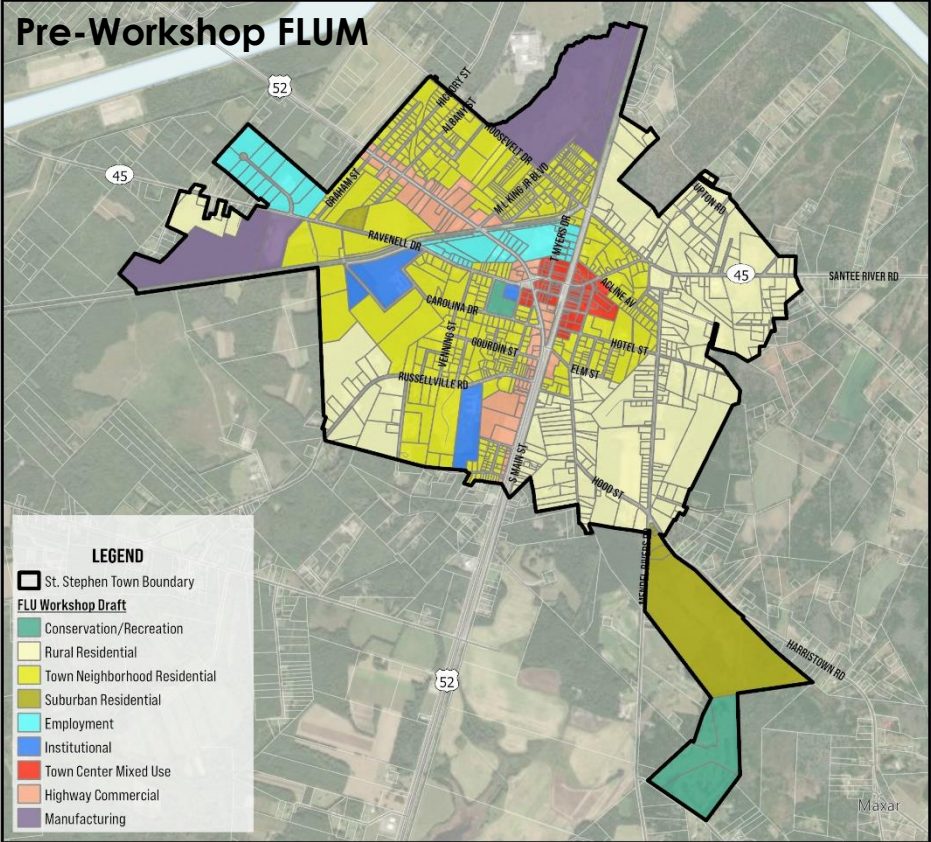 Pre-Workshop FLUM
52
45
HICKORY ST
ALBANY ST
ROOSEVELT DR
M L KING JR BLVD
GRAHAM ST
RAVENELL DR
T MYERS DR
UPTON RD
45
SANTEE RIVER RD
ACLINE AV
CAROLINA DR
VENNING ST
GOURDIN ST
HOTEL ST
ELM ST
RUSSELLVILLE RD
S MAIN ST
HOOD ST
HARRISTOWN RD
52
LEGEND
St. Stephen Town Boundary
FLU Workshop Draft
Conservation/Recreation
Rural Residential
Town Neighborhood Residential
Suburban Residential
Employment
Institutional
Town Center Mixed Use
Highway Commercial
Manufacturing
Maxar